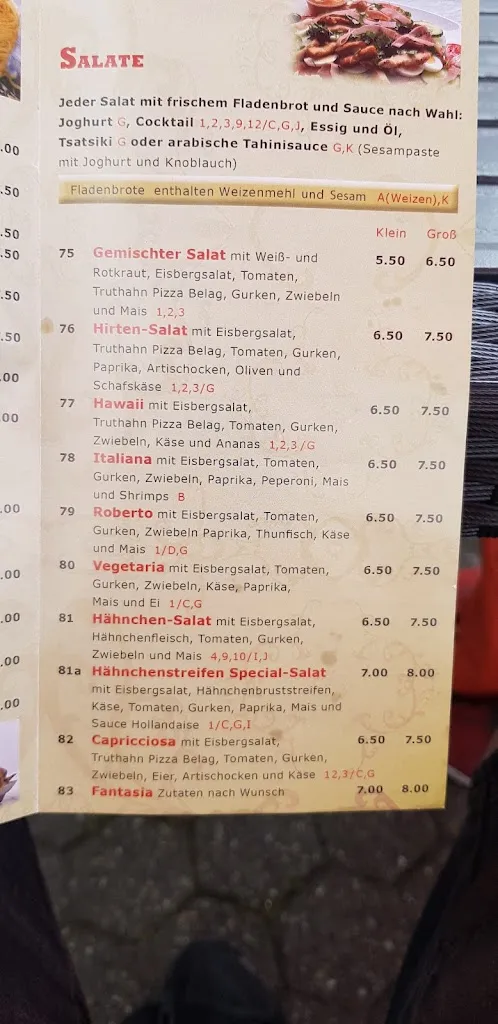 SALATE
Jeder Salat mit frischem Fladenbrot und Sauce nach Wahl:
Joghurt G, Cocktail 1,2,3,9,12/C,G,J, Essig und Öl,
Tsatsiki G oder arabische Tahinisauce G,K (Sesampaste
mit Joghurt und Knoblauch)
Fladenbrote enthalten Weizenmehl und Sesam A(Weizen),K
Klein Groß
75 Gemischter Salat mit Weiß- und 5.50 6.50
Rotkraut, Eisbergsalat, Tomaten,
Truthahn Pizza Belag, Gurken, Zwiebeln
und Mais 1,2,3
76 Hirten-Salat mit Eisbergsalat, 6.50 7.50
Truthahn Pizza Belag, Tomaten, Gurken,
Paprika, Artischocken, Oliven und
Schafskäse 1,2,3/G
77 Hawaii mit Eisbergsalat, 6.50 7.50
Truthahn Pizza Belag, Tomaten, Gurken,
Zwiebeln, Käse und Ananas 1,2,3/G
78 Italiana mit Eisbergsalat, Tomaten, 6.50 7.50
Gurken, Zwiebeln, Paprika, Peperoni, Mais
und Shrimps B
79 Roberto mit Eisbergsalat, Tomaten, 6.50 7.50
Gurken, Zwiebeln Paprika, Thunfisch, Käse
und Mais 1/D,G
80 Vegetaria mit Eisbergsalat, Tomaten, 6.50 7.50
Gurken, Zwiebeln, Käse, Paprika,
Mais und Ei 1/C,G
81 Hähnchen-Salat mit Eisbergsalat, 6.50 7.50
Hähnchenfleisch, Tomaten, Gurken,
Zwiebeln und Mais 4,9,10/I,J
81a Hähnchenstreifen Special-Salat 7.00 8.00
mit Eisbergsalat, Hähnchenbruststreifen,
Käse, Tomaten, Gurken, Paprika, Mais und
Sauce Hollandaise 1/C,G,I
82 Capricciosa mit Eisbergsalat, 6.50 7.50
Truthahn Pizza Belag, Tomaten, Gurken,
Zwiebeln, Eier, Artischocken und Käse 12,3/C,G
83 Fantasia Zutaten nach Wunsch 7.00 8.00